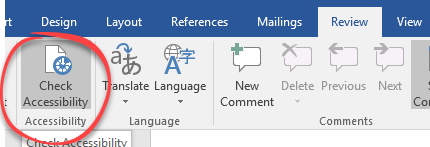 Design Layout References Mailings Review View
Check Accessibility
Translate
Language
New Comment
Delete
Previous
Next
Accessibility
Language
Comments
Check Accessibility